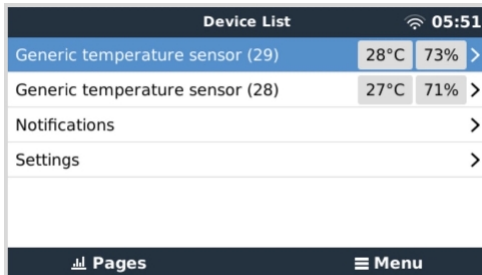 Device List 05:51
Generic temperature sensor (29) 28°C 73% >
Generic temperature sensor (28) 27°C 71% >
Notifications >
Settings >
Pages Menu